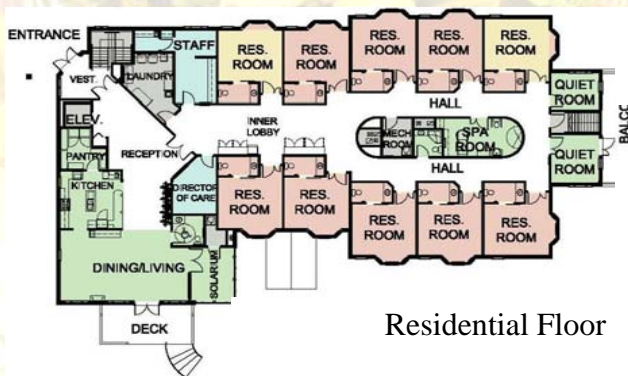 ENTRANCE
STAFF
VEST.
LAUNDRY
RES.
ROOM
RES.
ROOM
RES.
ROOM
RES.
ROOM
RES.
ROOM
QUIET
ROOM
ELEV.
PANTRY
KITCHEN
RECEPTION
INNER
LOBBY
HALL
MECH
ROOM
SPA
ROOM
HALL
BALCO
QUIET
ROOM
DIRECTOR
OF CARE
RES.
ROOM
RES.
ROOM
RES.
ROOM
RES.
ROOM
RES.
ROOM
DINING/LIVING
SOLARIUM
DECK
Residential Floor